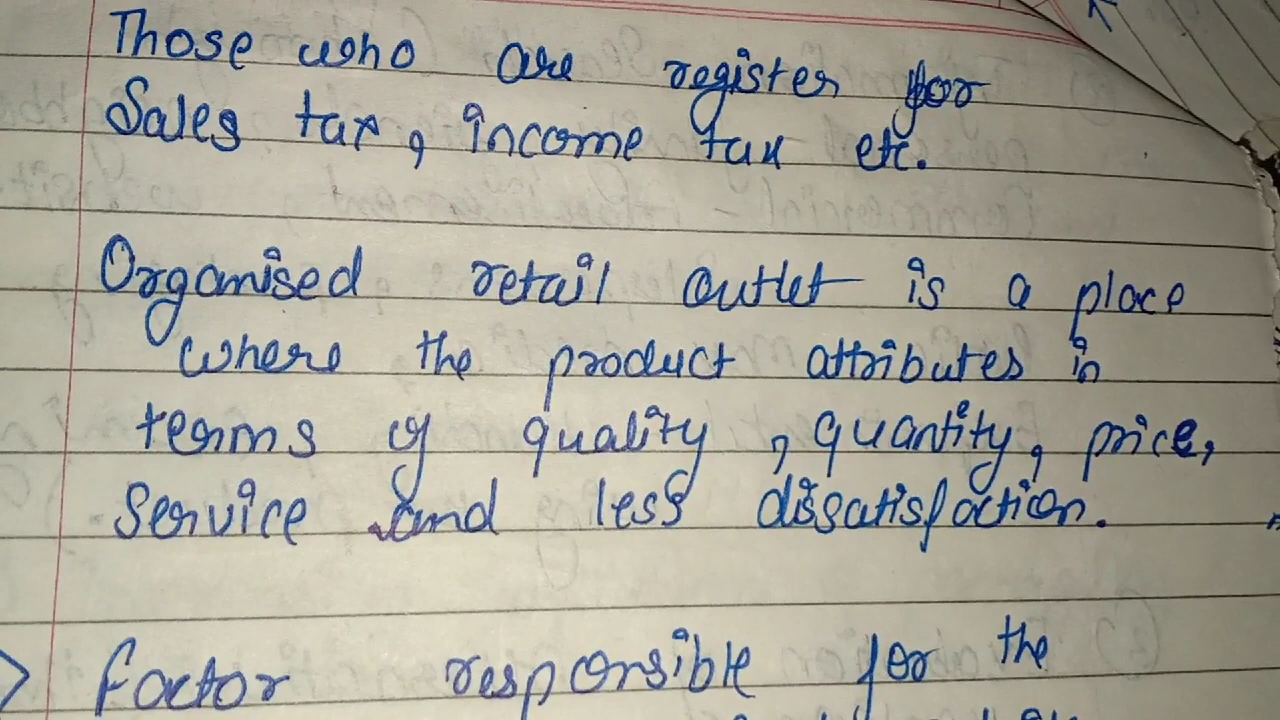 Those who are register for
Sales tax, income tax etc.
Organised retail outlet is a place
where the product attributes in
terms of quality, quantity, price,
Service and less dissatisfaction.
Factor responsible for the